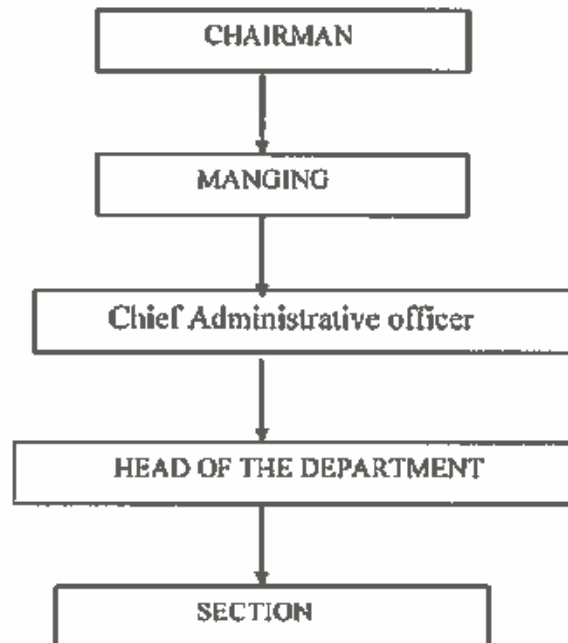 CHAIRMAN
MANGING
Chief Administrative officer
HEAD OF THE DEPARTMENT
SECTION